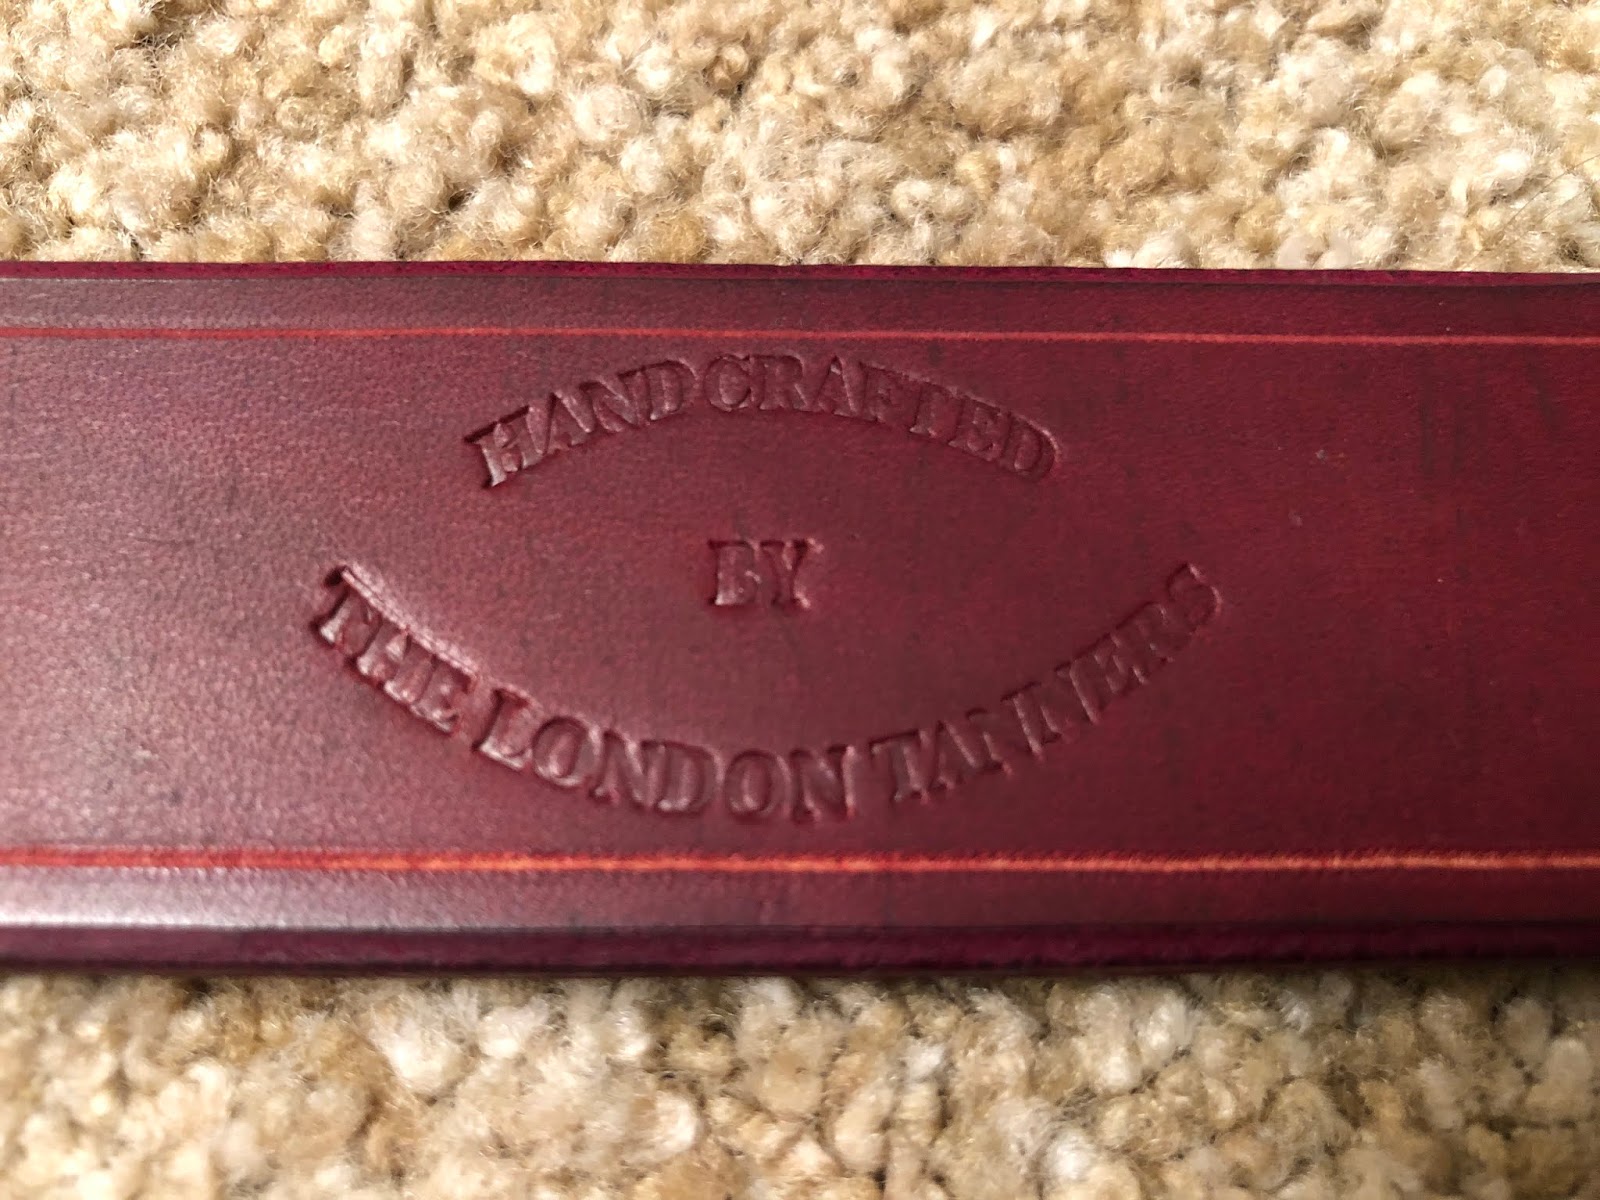 HAND CRAFTED
BY
THE LONDON TANNERS